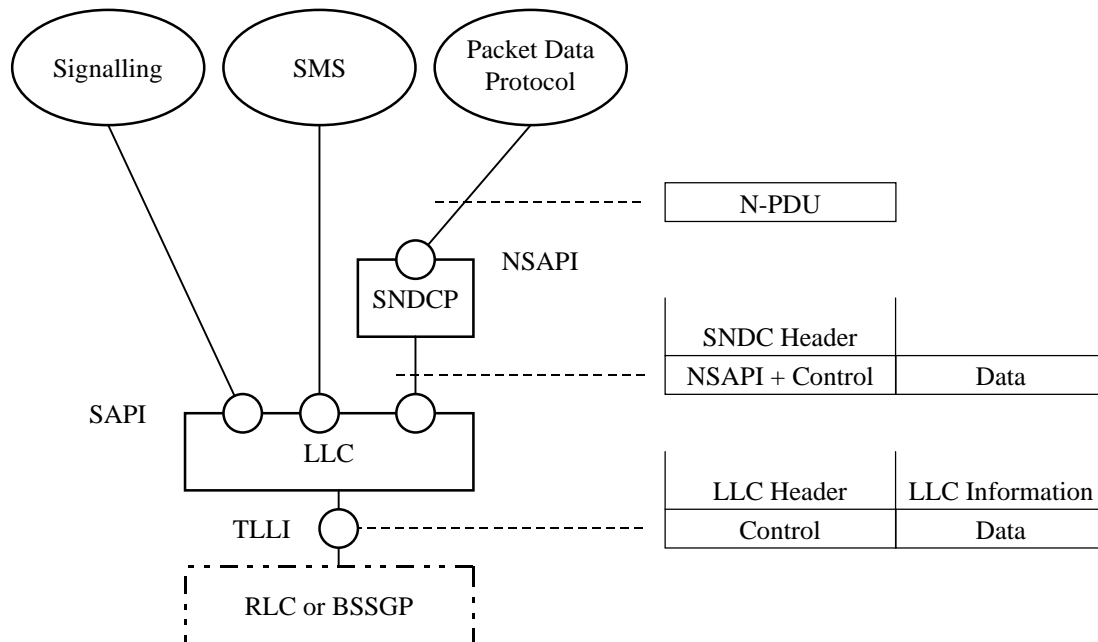 Signalling
SMS
Packet Data
Protocol
N-PDU
NSAPI
SNDCP
SNDC Header
NSAPI + Control
Data
SAPI
LLC
LLC Header
LLC Information
Control
Data
TLLI
RLC or BSSGP